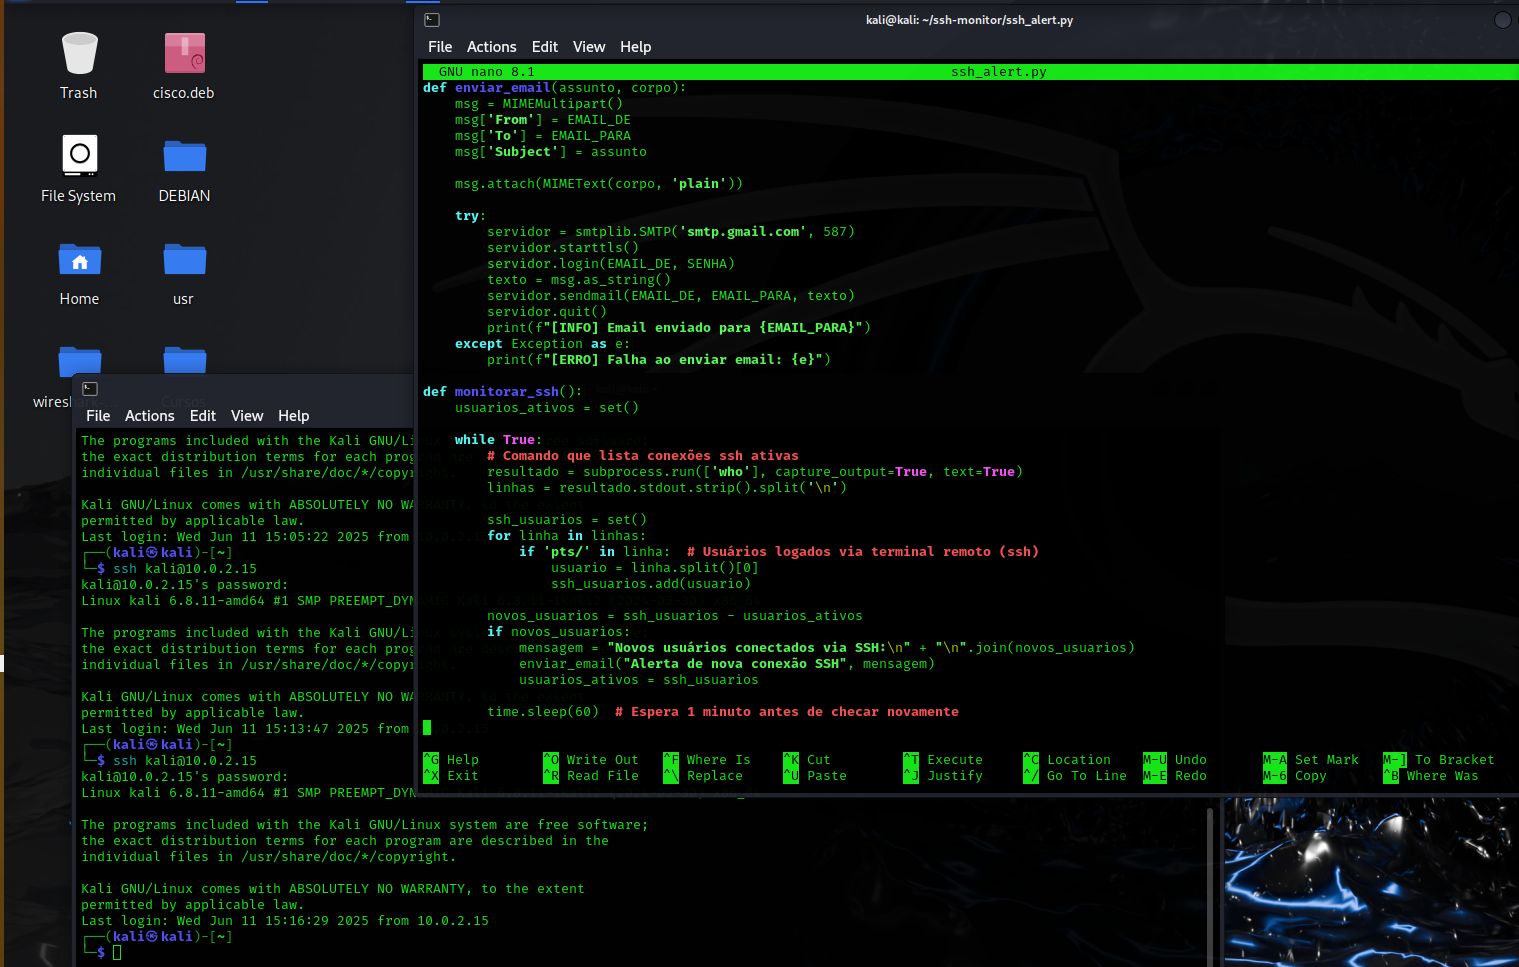 Trash
cisco.deb
File System
DEBIAN
Home
usr
wires
kali@kali: ~/ssh-monitor/ssh_alert.py
File Actions Edit View Help
GNU nano 8.1 ssh_alert.py
def enviar_email(assunto, corpo):
msg = MIMEMultipart()
msg['From'] = EMAIL_DE
msg['To'] = EMAIL_PARA
msg['Subject'] = assunto
msg.attach(MIMEText(corpo, 'plain'))
try:
servidor = smtplib.SMTP('smtp.gmail.com', 587)
servidor.starttls()
servidor.login(EMAIL_DE, SENHA)
texto = msg.as_string()
servidor.sendmail(EMAIL_DE, EMAIL_PARA, texto)
servidor.quit()
print(f"[INFO] Email enviado para {EMAIL_PARA}")
except Exception as e:
print(f"[ERRO] Falha ao enviar email: {e}")
def monitorar_ssh():
usuarios_ativos = set()
while True:
# Comando que lista conexões ssh ativas
resultado = subprocess.run(['who'], capture_output=True, text=True)
linhas = resultado.stdout.strip().split('\n')
ssh_usuarios = set()
for linha in linhas:
if 'pts/' in linha:  # Usuários logados via terminal remoto (ssh)
usuario = linha.split()[0]
ssh_usuarios.add(usuario)
novos_usuarios = ssh_usuarios - usuarios_ativos
if novos_usuarios:
mensagem = "Novos usuários conectados via SSH:\n" + "\n".join(novos_usuarios)
enviar_email("Alerta de nova conexão SSH", mensagem)
usuarios_ativos = ssh_usuarios
time.sleep(60)  # Espera 1 minuto antes de checar novamente
^G Help ^O Write Out ^F Where Is ^K Cut ^T Execute ^C Location M-U Undo M-A Set Mark M-] To Bracket
^X Exit ^R Read File ^\ Replace ^U Paste ^J Justify ^/ Go To Line M-E Redo M-6 Copy ^B Where Was
File Actions Edit View Help
The programs included with the Kali GNU/Li
the exact distribution terms for each prog
individual files in /usr/share/doc/*/copyr
Kali GNU/Linux comes with ABSOLUTELY NO WA
permitted by applicable law.
Last login: Wed Jun 11 15:05:22 2025 from
┌──(kali㉿kali)-[~]
└─$ ssh kali@10.0.2.15
kali@10.0.2.15's password:
Linux kali 6.8.11-amd64 #1 SMP PREEMPT_DYN
The programs included with the Kali GNU/Li
the exact distribution terms for each prog
individual files in /usr/share/doc/*/copyr
Kali GNU/Linux comes with ABSOLUTELY NO WA
permitted by applicable law.
Last login: Wed Jun 11 15:13:47 2025 from
┌──(kali㉿kali)-[~]
└─$ ssh kali@10.0.2.15
kali@10.0.2.15's password:
Linux kali 6.8.11-amd64 #1 SMP PREEMPT_DYN
The programs included with the Kali GNU/Linux system are free software;
the exact distribution terms for each program are described in the
individual files in /usr/share/doc/*/copyright.
Kali GNU/Linux comes with ABSOLUTELY NO WARRANTY, to the extent
permitted by applicable law.
Last login: Wed Jun 11 15:16:29 2025 from 10.0.2.15
┌──(kali㉿kali)-[~]
└─$